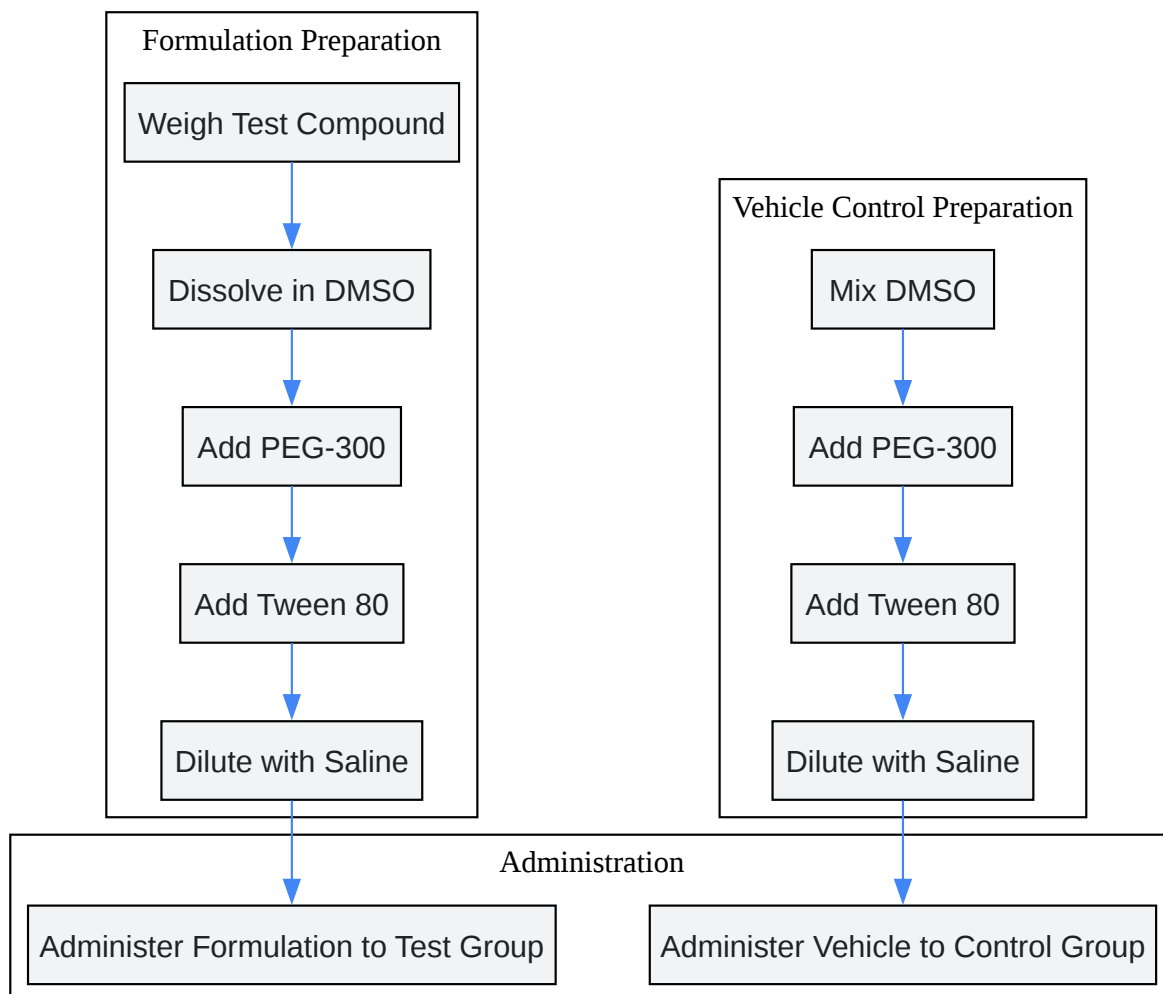 Formulation Preparation
Weigh Test Compound
Dissolve in DMSO
Add PEG-300
Add Tween 80
Dilute with Saline
Vehicle Control Preparation
Mix DMSO
Add PEG-300
Add Tween 80
Dilute with Saline
Administration
Administer Formulation to Test Group
Administer Vehicle to Control Group